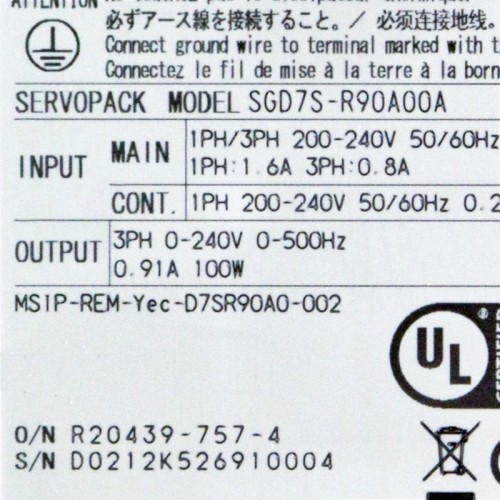 ATTENTION
必ずアース線を接続すること。/ 必须连接地线。
Connect ground wire to terminal marked with t
Connectez le fil de mise à la terre à la born
SERVOPACK MODEL SGD7S-R90A00A
INPUT MAIN 1PH/3PH 200-240V 50/60Hz
1PH:1.6A 3PH:0.8A
CONT. 1PH 200-240V 50/60Hz 0.2
OUTPUT 3PH 0-240V 0-500Hz
0.91A 100W
MSIP-REM-Yec-D7SR90A0-002
UL ®
O/N R20439-757-4
S/N D0212K526910004